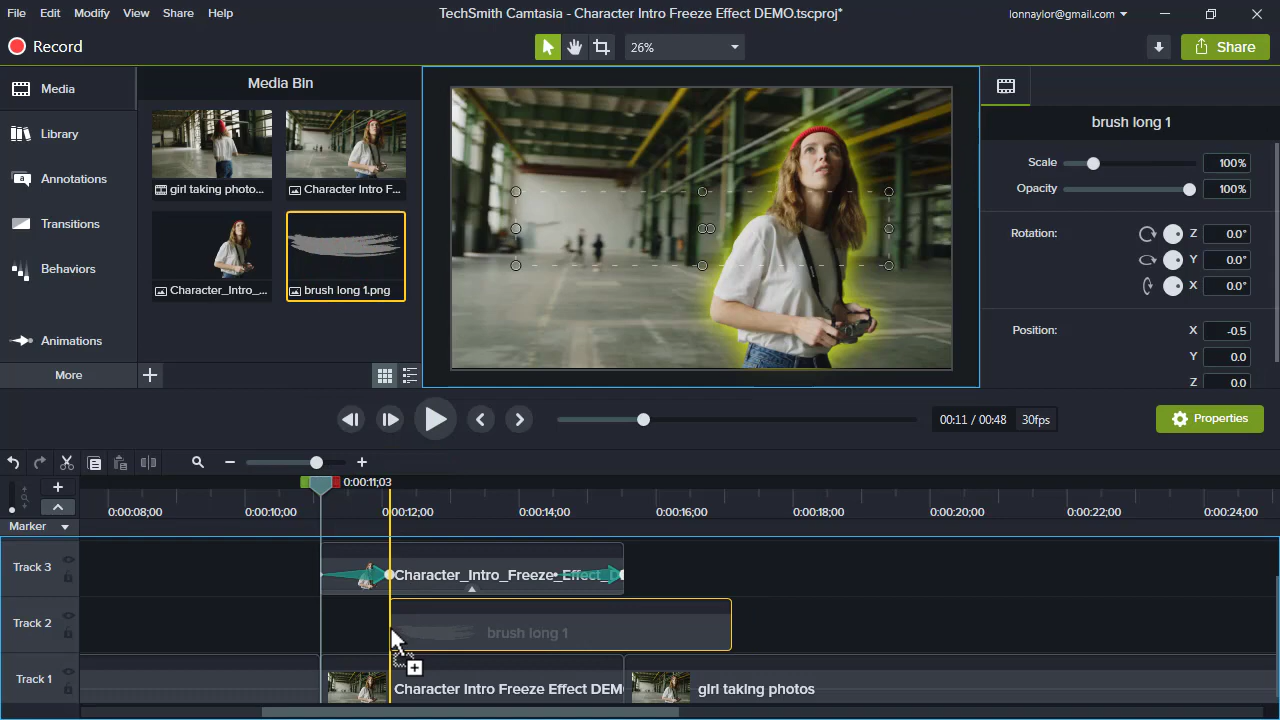 File Edit Modify View Share Help
TechSmith Camtasia - Character Intro Freeze Effect DEMO.tscproj*
lonnaylor@gmail.com
Record
26%
Share
Media
Library
Annotations
Transitions
Behaviors
Animations
More
Media Bin
girl taking photo...
Character Intro F...
Character_Intro_...
brush long 1.png
brush long 1
Scale 100%
Opacity 100%
Rotation: Z 0.0°
Y 0.0°
X 0.0°
Position: X -0.5
Y 0.0
Z 0.0
00:11 / 00:48 30fps
Properties
0:00:11;03
0:00:08;00 0:00:10;00 0:00:12;00 0:00:14;00 0:00:16;00 0:00:18;00 0:00:20;00 0:00:22;00 0:00:24;00
Marker
Track 3
Character_Intro_Freeze_Effect_D
Track 2
brush long 1
Track 1
Character Intro Freeze Effect DEM
girl taking photos